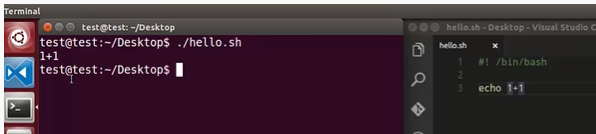 Terminal
test@test: ~/Desktop
test@test:~/Desktop$ ./hello.sh
1+1
test@test:~/Desktop$
hello.sh - Desktop - Visual Studio C
hello.sh
1 #! /bin/bash
2
3 echo 1+1